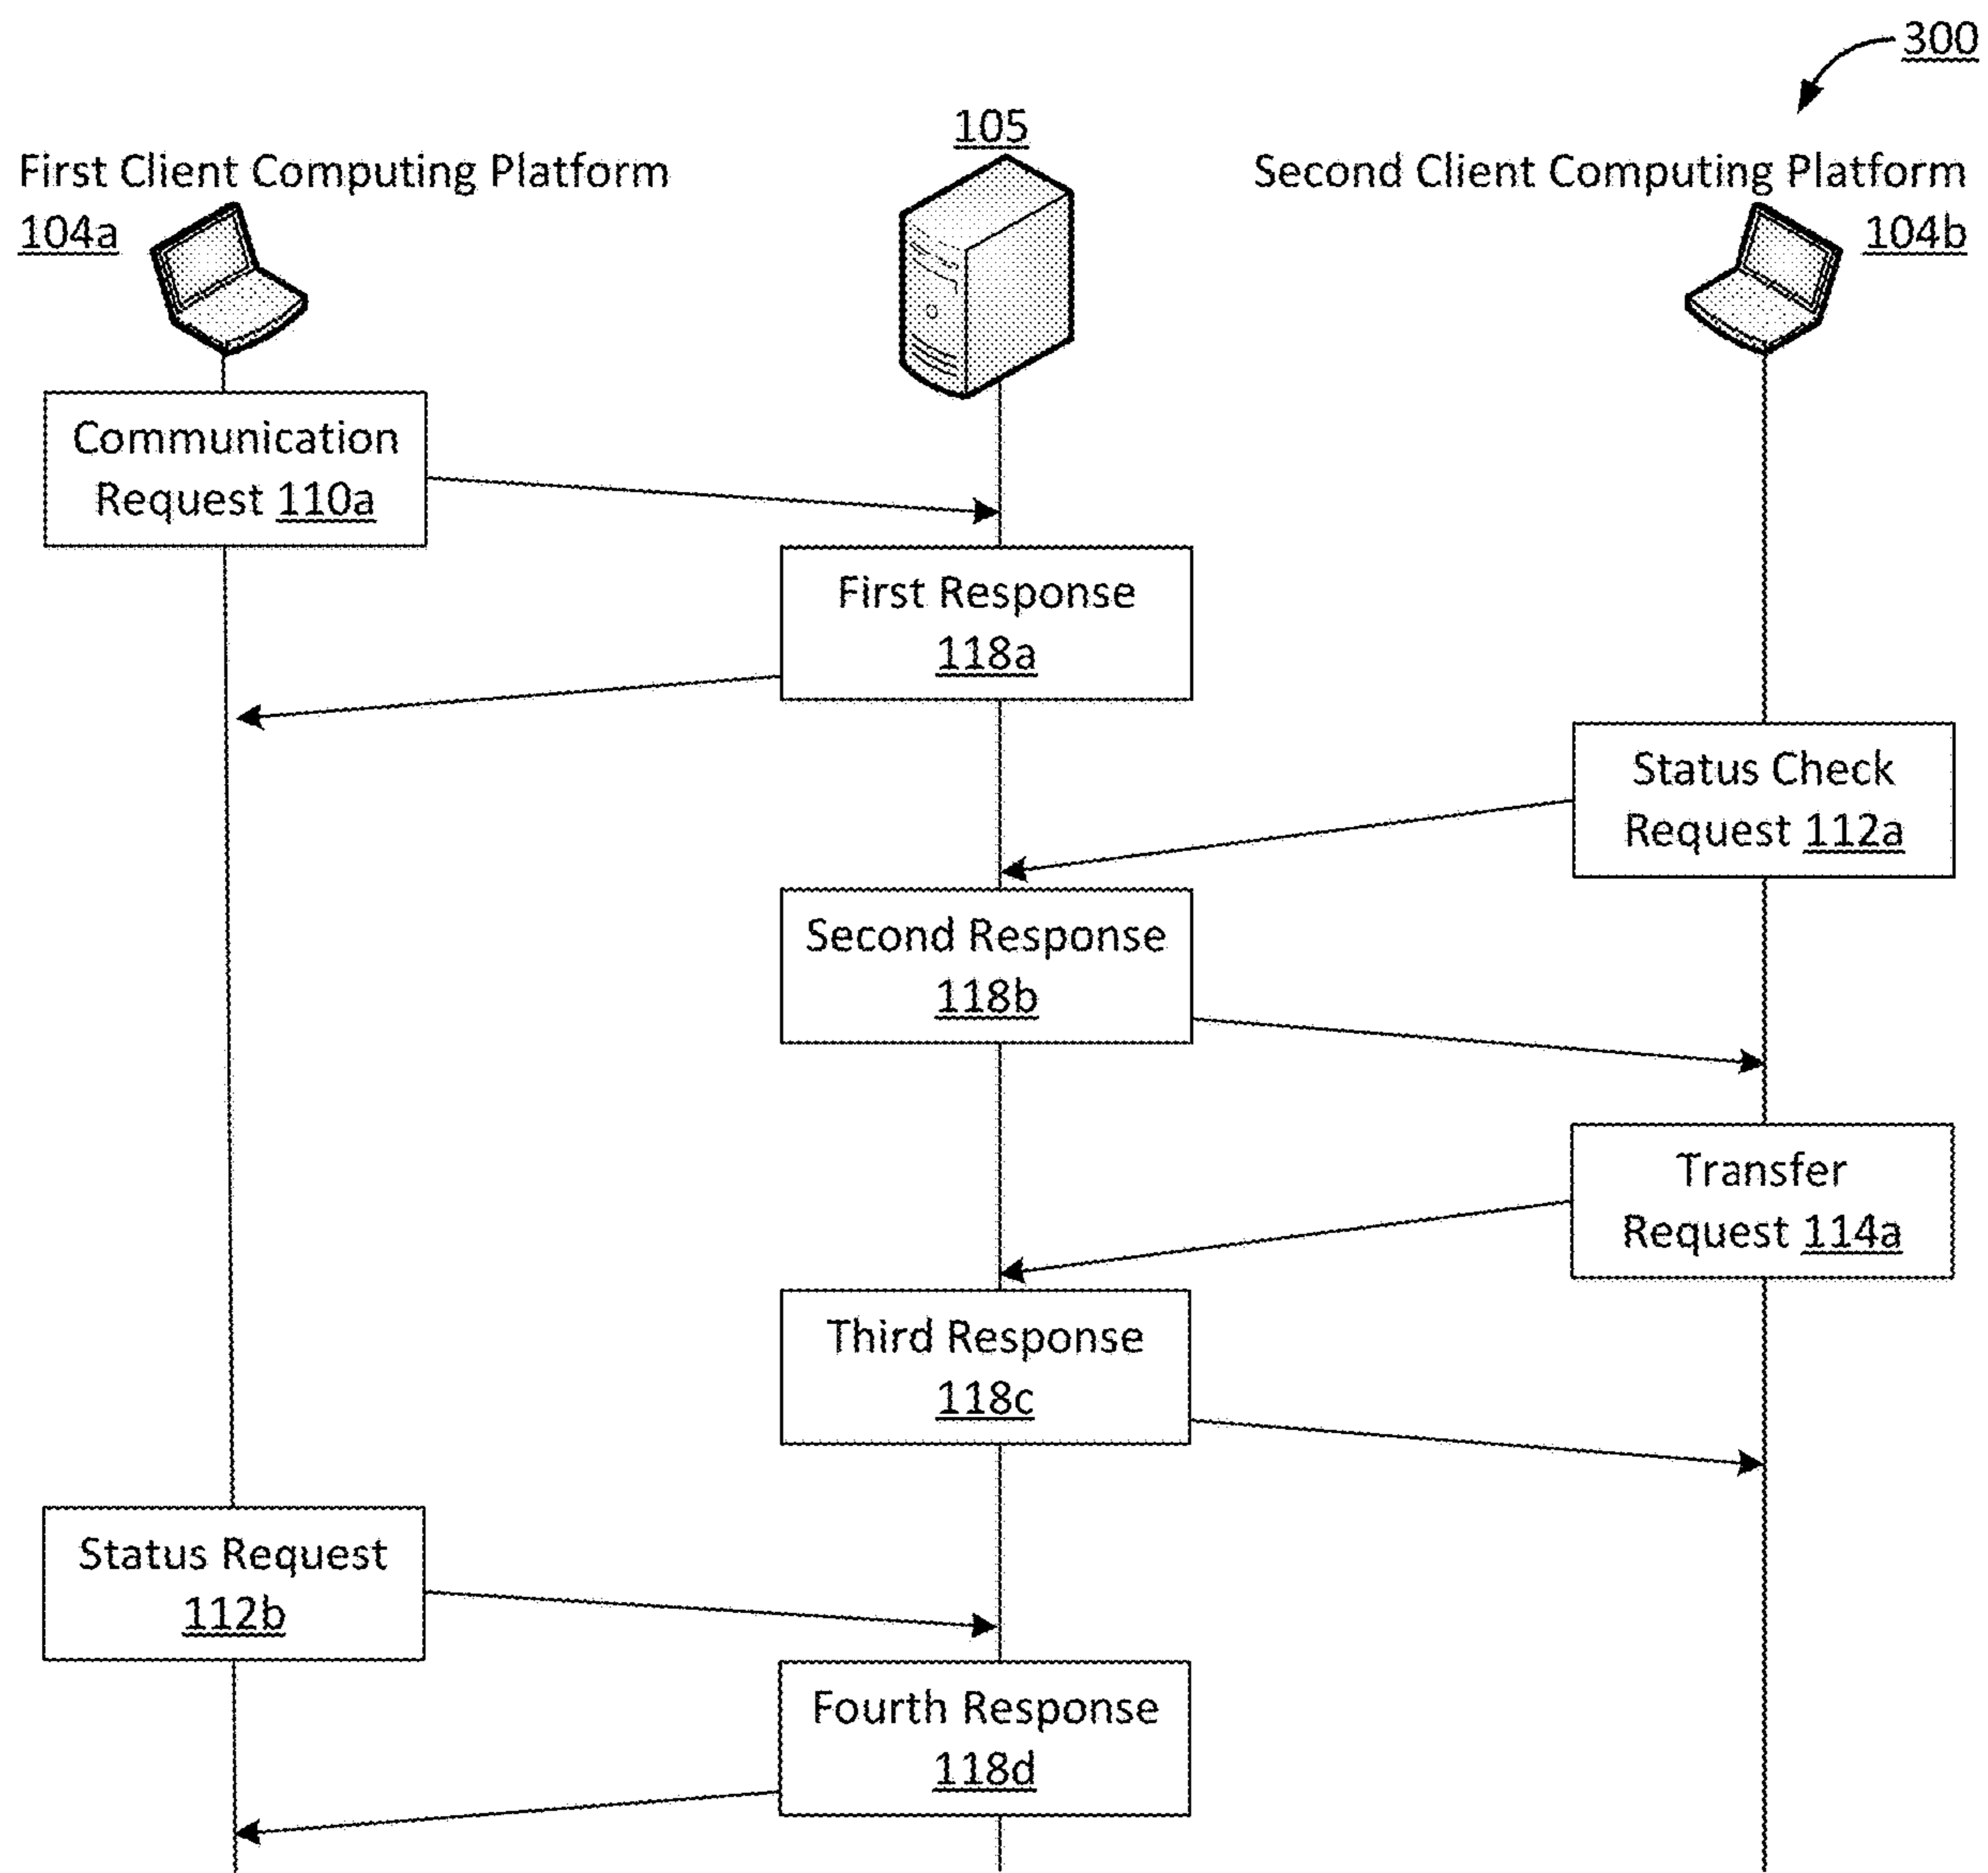 300
105
First Client Computing Platform
104a
Second Client Computing Platform
104b
Communication
Request 110a
First Response
118a
Status Check
Request 112a
Second Response
118b
Transfer
Request 114a
Third Response
118c
Status Request
112b
Fourth Response
118d